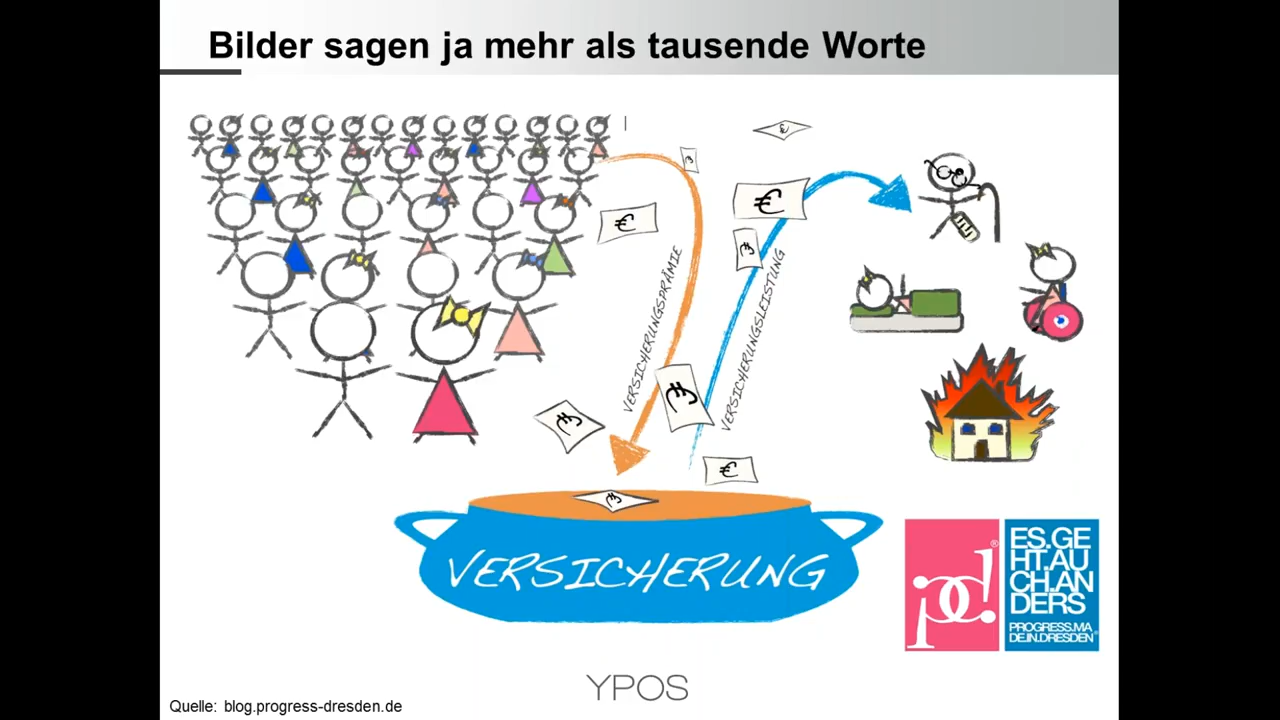 Bilder sagen ja mehr als tausende Worte
€
€
€
€
€
€
€
€
€
VERSICHERUNGSPRÄMIE
VERSICHERUNGSLEISTUNG
VERSICHERUNG
pd!
®
ES.GE
HT.AU
CH.AN
DERS
PROGRESS.MA
DE.IN.DRESDEN®
YPOS
Quelle: blog.progress-dresden.de